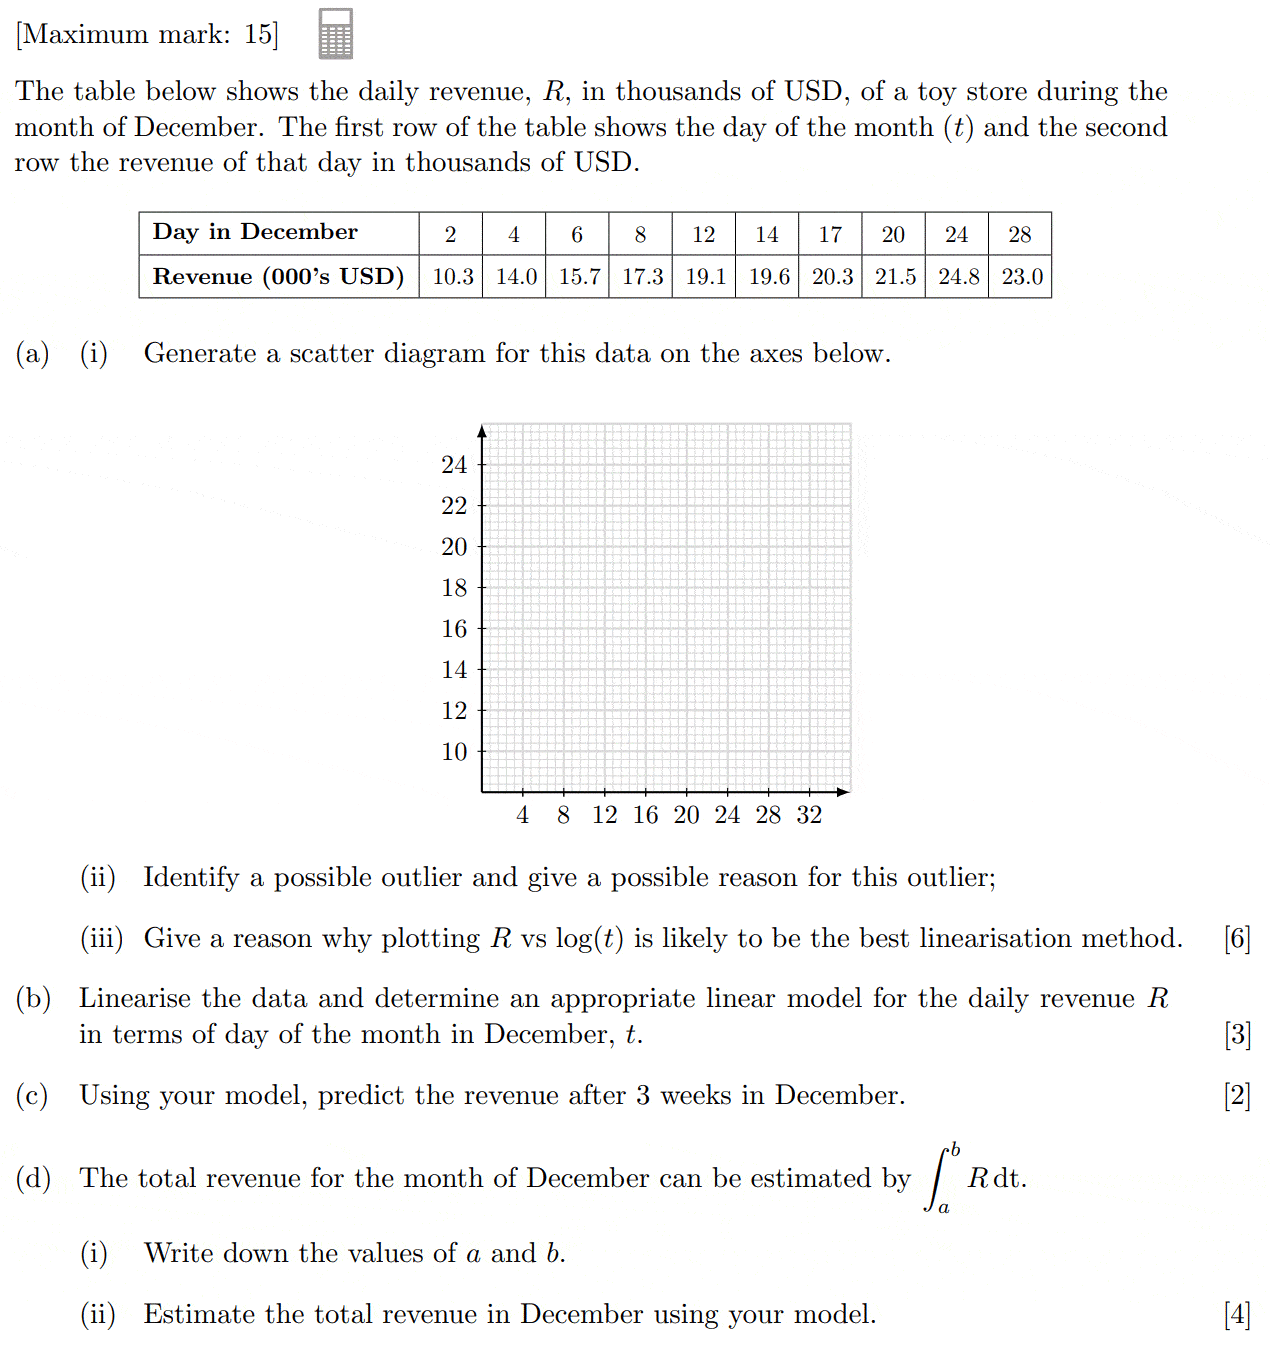 [Maximum mark: 15]
The table below shows the daily revenue, R, in thousands of USD, of a toy store during the
month of December. The first row of the table shows the day of the month (t) and the second
row the revenue of that day in thousands of USD.
Day in December 2 4 6 8 12 14 17 20 24 28
Revenue (000's USD) 10.3 14.0 15.7 17.3 19.1 19.6 20.3 21.5 24.8 23.0
(a) (i) Generate a scatter diagram for this data on the axes below.
24
22
20
18
16
14
12
10
4 8 12 16 20 24 28 32
(ii) Identify a possible outlier and give a possible reason for this outlier;
(iii) Give a reason why plotting R vs log(t) is likely to be the best linearisation method. [6]
(b) Linearise the data and determine an appropriate linear model for the daily revenue R
in terms of day of the month in December, t. [3]
(c) Using your model, predict the revenue after 3 weeks in December. [2]
(d) The total revenue for the month of December can be estimated by ∫_a^b R dt.
(i) Write down the values of a and b.
(ii) Estimate the total revenue in December using your model. [4]